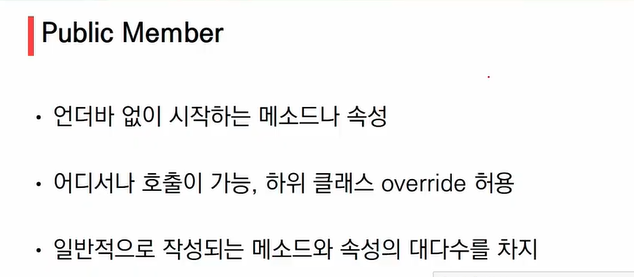 Public Member
• 언더바 없이 시작하는 메소드나 속성
• 어디서나 호출이 가능, 하위 클래스 override 허용
• 일반적으로 작성되는 메소드와 속성의 대다수를 차지